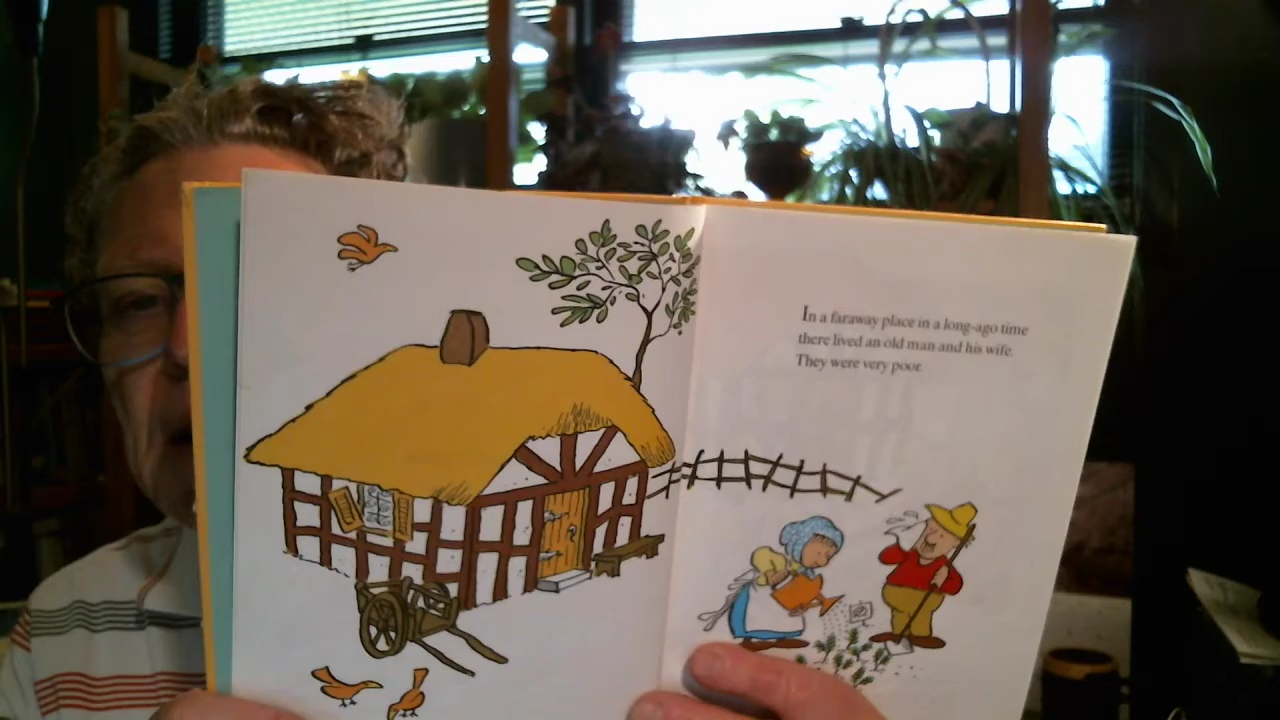 In a faraway place in a long-ago time
there lived an old man and his wife.
They were very poor.